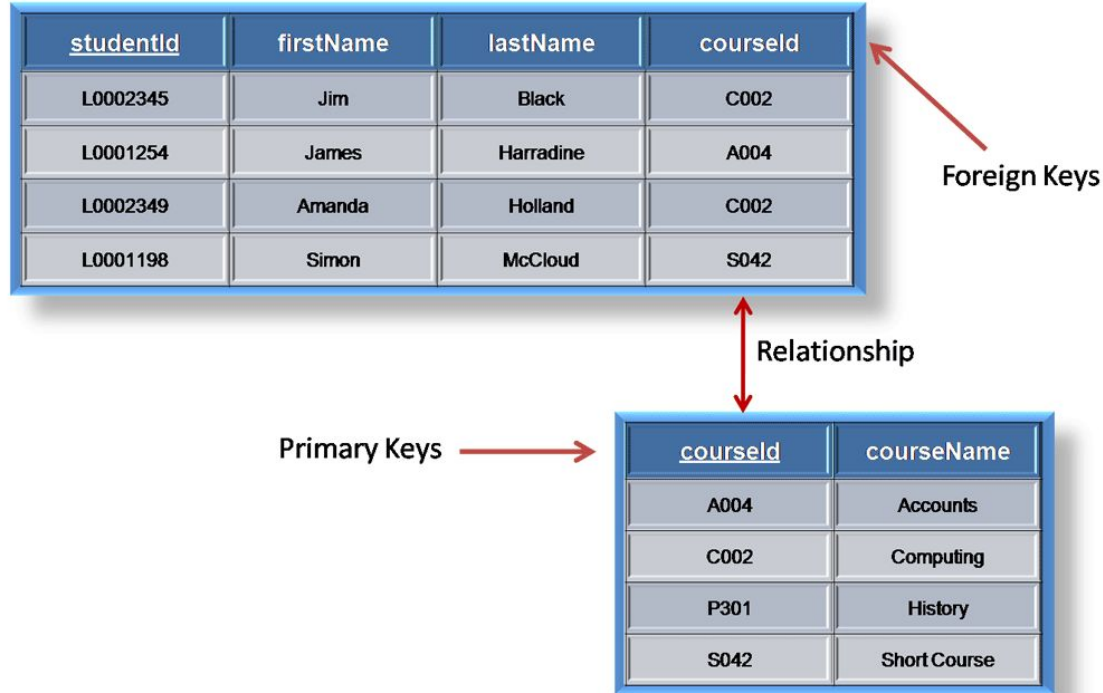 studentId firstName lastName courseId
L0002345 Jim Black C002
L0001254 James Harradine A004
Foreign Keys
L0002349 Amanda Holland C002
L0001198 Simon McCloud S042
Relationship
Primary Keys
courseId courseName
A004 Accounts
C002 Computing
P301 History
S042 Short Course